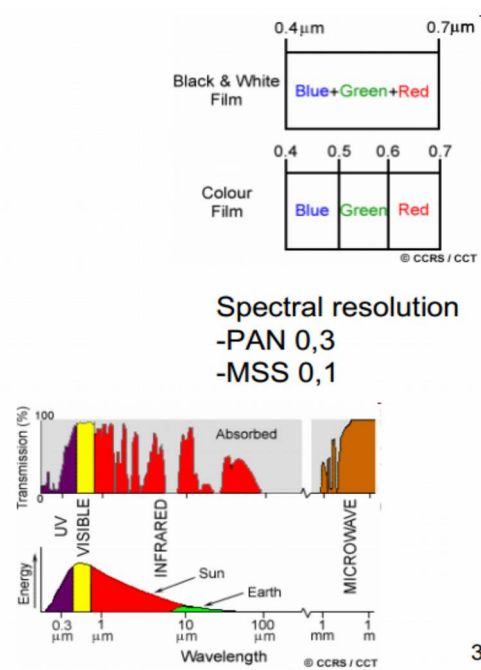 0.4μm 0.7μm
Black & White
Film
Blue+Green+Red
0.4 0.5 0.6 0.7
Colour
Film
Blue Green Red
© CCRS / CCT
Spectral resolution
-PAN 0,3
-MSS 0,1
Transmission (%)
100
0
Absorbed
UV
VISIBLE
INFRARED
MICROWAVE
Energy
Sun
Earth
0.3 1 10 100 1 1
μm μm μm μm mm m
Wavelength
© CCRS / CCT
3